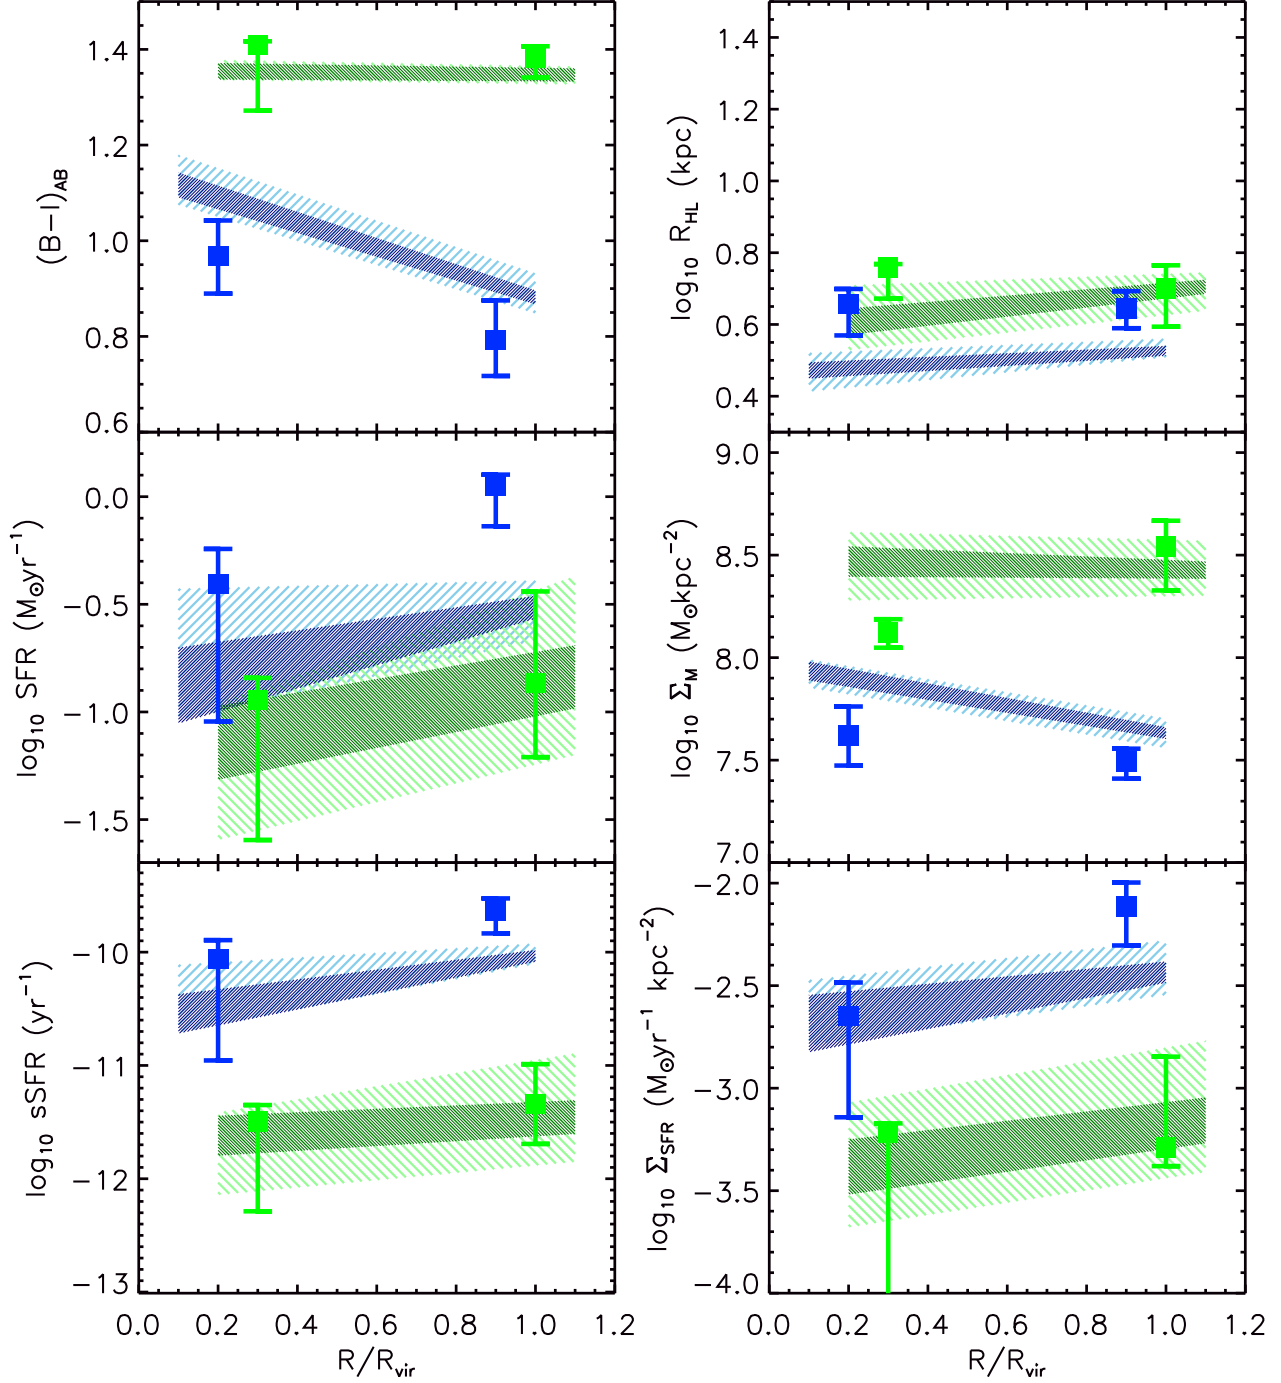 1.4
1.2
1.0
0.8
0.6
(B−I)AB
1.4
1.2
1.0
0.8
0.6
0.4
log10 RHL (kpc)
0.0
−0.5
−1.0
−1.5
log10 SFR (M⊙yr−1)
9.0
8.5
8.0
7.5
7.0
log10 ΣM (M⊙kpc−2)
−10
−11
−12
−13
log10 sSFR (yr−1)
−2.0
−2.5
−3.0
−3.5
−4.0
log10 ΣSFR (M⊙yr−1 kpc−2)
0.0 0.2 0.4 0.6 0.8 1.0 1.2
R/Rvir
0.0 0.2 0.4 0.6 0.8 1.0 1.2
R/Rvir